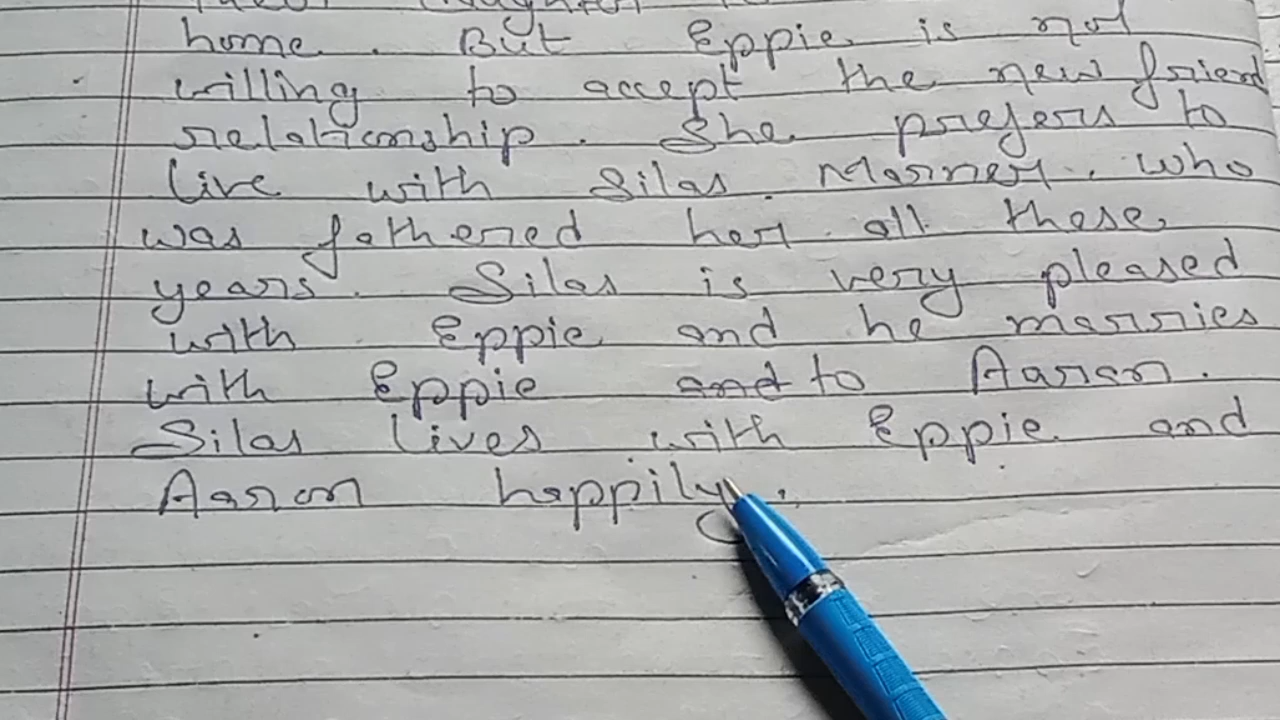 home. But Eppie is not
willing to accept the new friend
relationship. She prefers to
live with Silas Marner. who
was fathered her all these
years. Silas is very pleased
with Eppie and he marries
with Eppie and to Aaron.
Silas lives with Eppie and
Aaron happily.